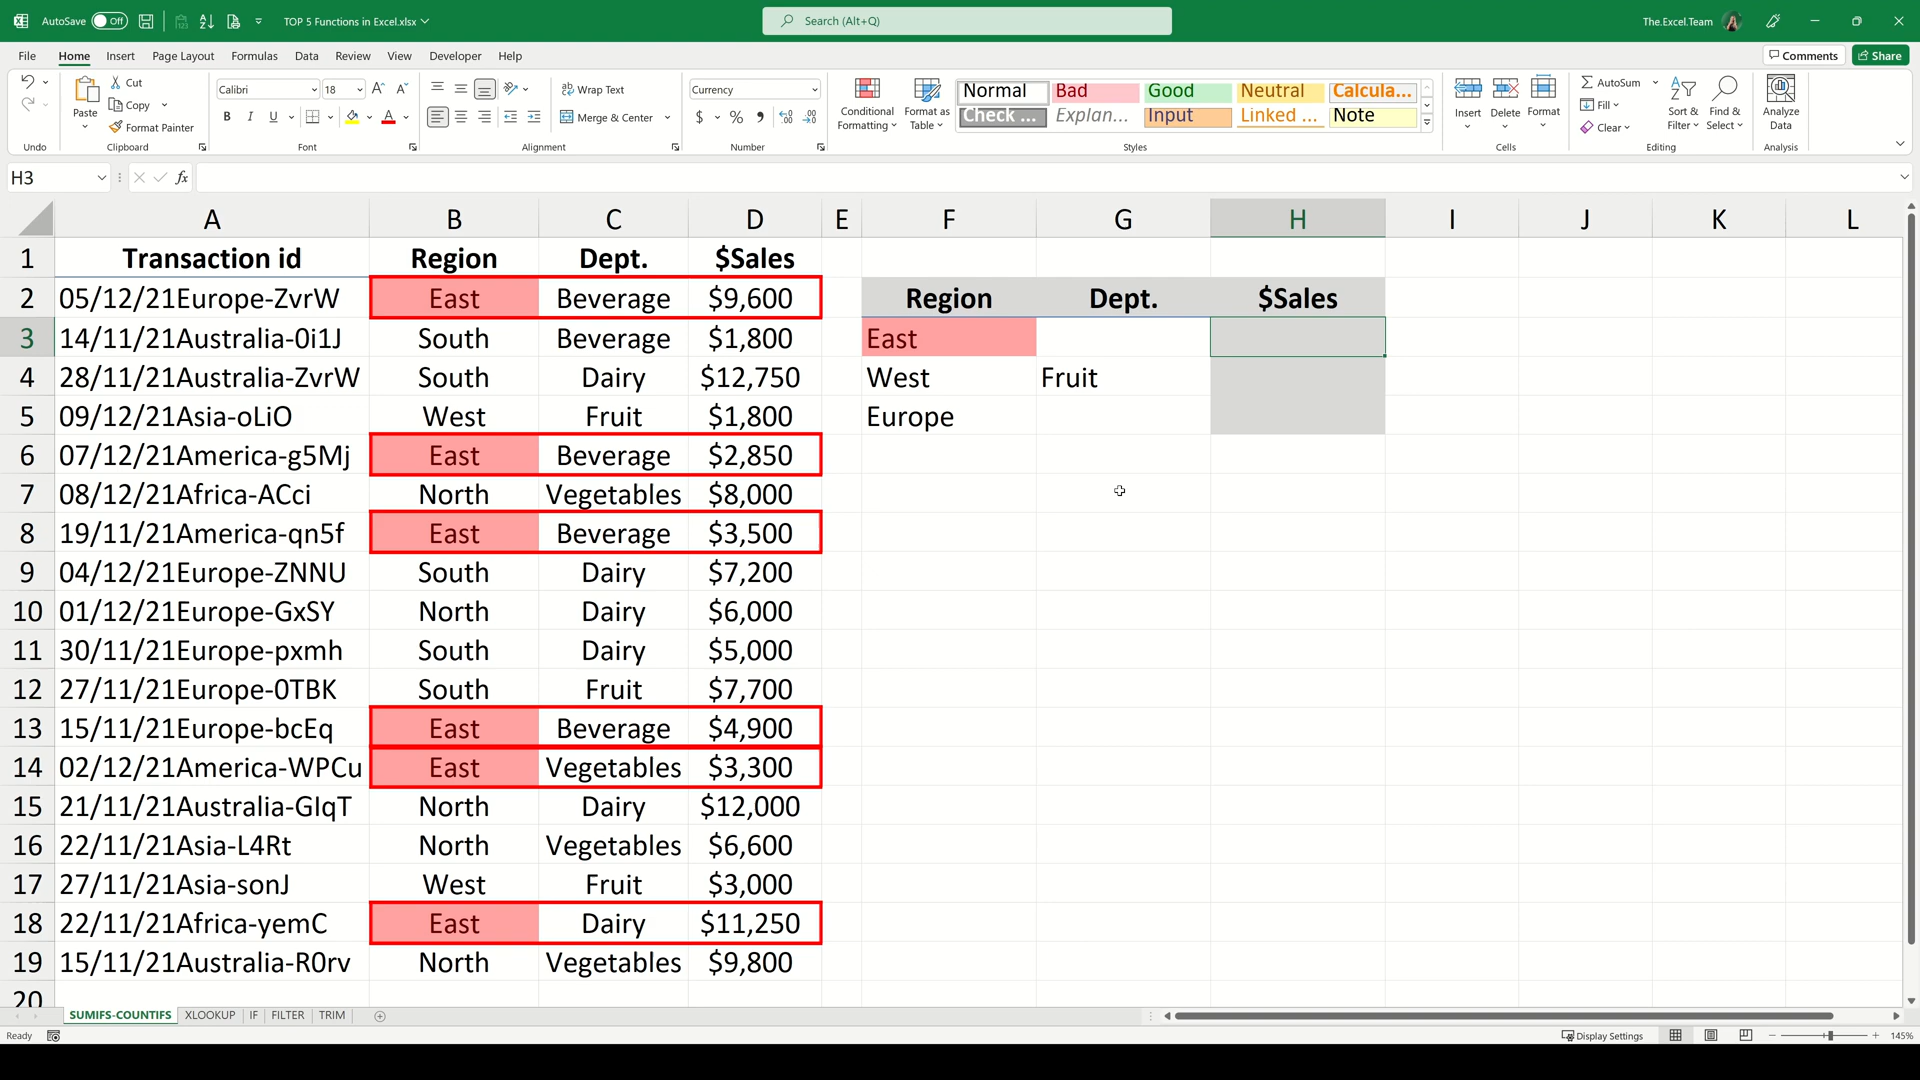 AutoSave Off TOP 5 Functions in Excel.xlsx Search (Alt+Q) The.Excel.Team
File Home Insert Page Layout Formulas Data Review View Developer Help Comments Share
Cut Calibri 18 Wrap Text Currency Normal Bad Good Neutral Calcula... AutoSum
Paste Copy Conditional Formatting Format as Table Insert Delete Format Fill Sort & Filter Find & Select Analyze Data
Format Painter B I U Merge & Center $ % Check ... Explan... Input Linked ... Note Clear
Undo Clipboard Font Alignment Number Styles Cells Editing Analysis
H3 fx
A B C D E F G H I J K L
1 Transaction id Region Dept. $Sales
2 05/12/21Europe-ZvrW East Beverage $9,600 Region Dept. $Sales
3 14/11/21Australia-0i1J South Beverage $1,800 East
4 28/11/21Australia-ZvrW South Dairy $12,750 West Fruit
5 09/12/21Asia-oLiO West Fruit $1,800 Europe
6 07/12/21America-g5Mj East Beverage $2,850
7 08/12/21Africa-ACci North Vegetables $8,000
8 19/11/21America-qn5f East Beverage $3,500
9 04/12/21Europe-ZNNU South Dairy $7,200
10 01/12/21Europe-GxSY North Dairy $6,000
11 30/11/21Europe-pxmh South Dairy $5,000
12 27/11/21Europe-0TBK South Fruit $7,700
13 15/11/21Europe-bcEq East Beverage $4,900
14 02/12/21America-WPCu East Vegetables $3,300
15 21/11/21Australia-GIqT North Dairy $12,000
16 22/11/21Asia-L4Rt North Vegetables $6,600
17 27/11/21Asia-sonJ West Fruit $3,000
18 22/11/21Africa-yemC East Dairy $11,250
19 15/11/21Australia-R0rv North Vegetables $9,800
20
SUMIFS-COUNTIFS XLOOKUP IF FILTER TRIM
Ready Display Settings 145%